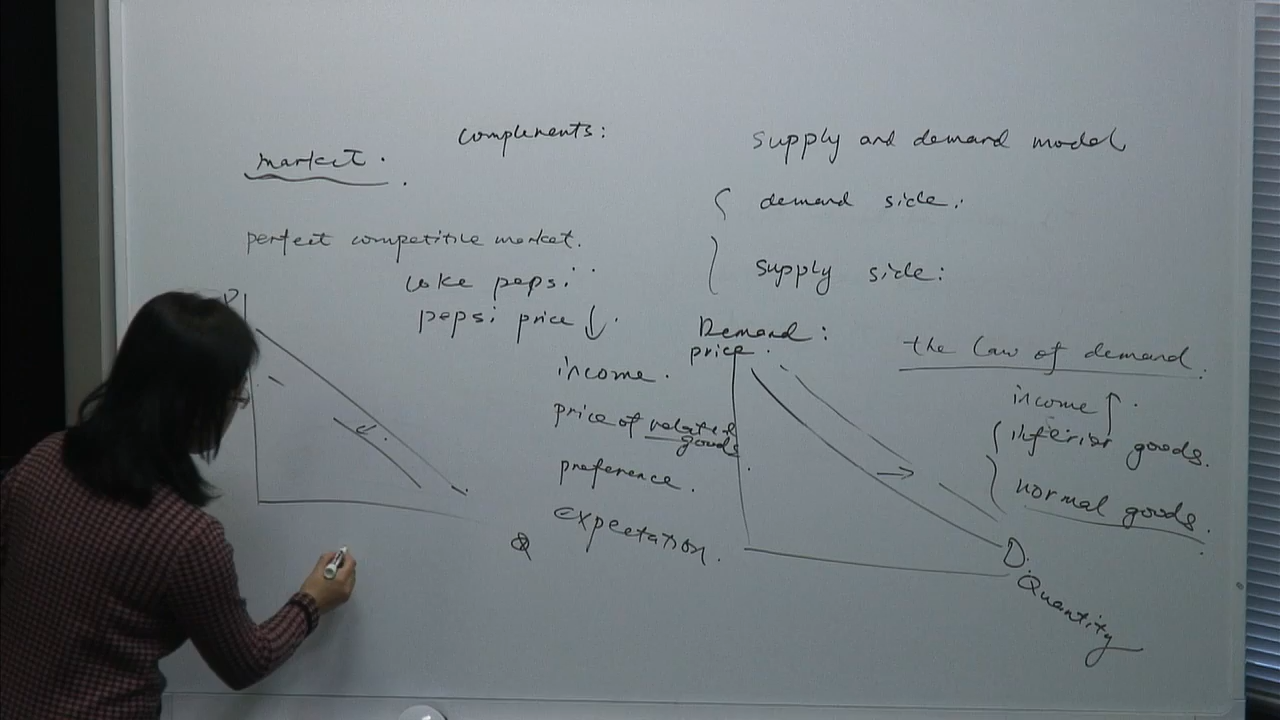 market.
complements:
perfect competitive market.
coke pepsi
pepsi price ↓.
P
Q
income.
price of related
goods
preference.
expectation.
supply and demand model
demand side:
supply side:
Demand:
price.
the law of demand.
income ↑.
inferior goods.
normal goods.
D.
Quantity